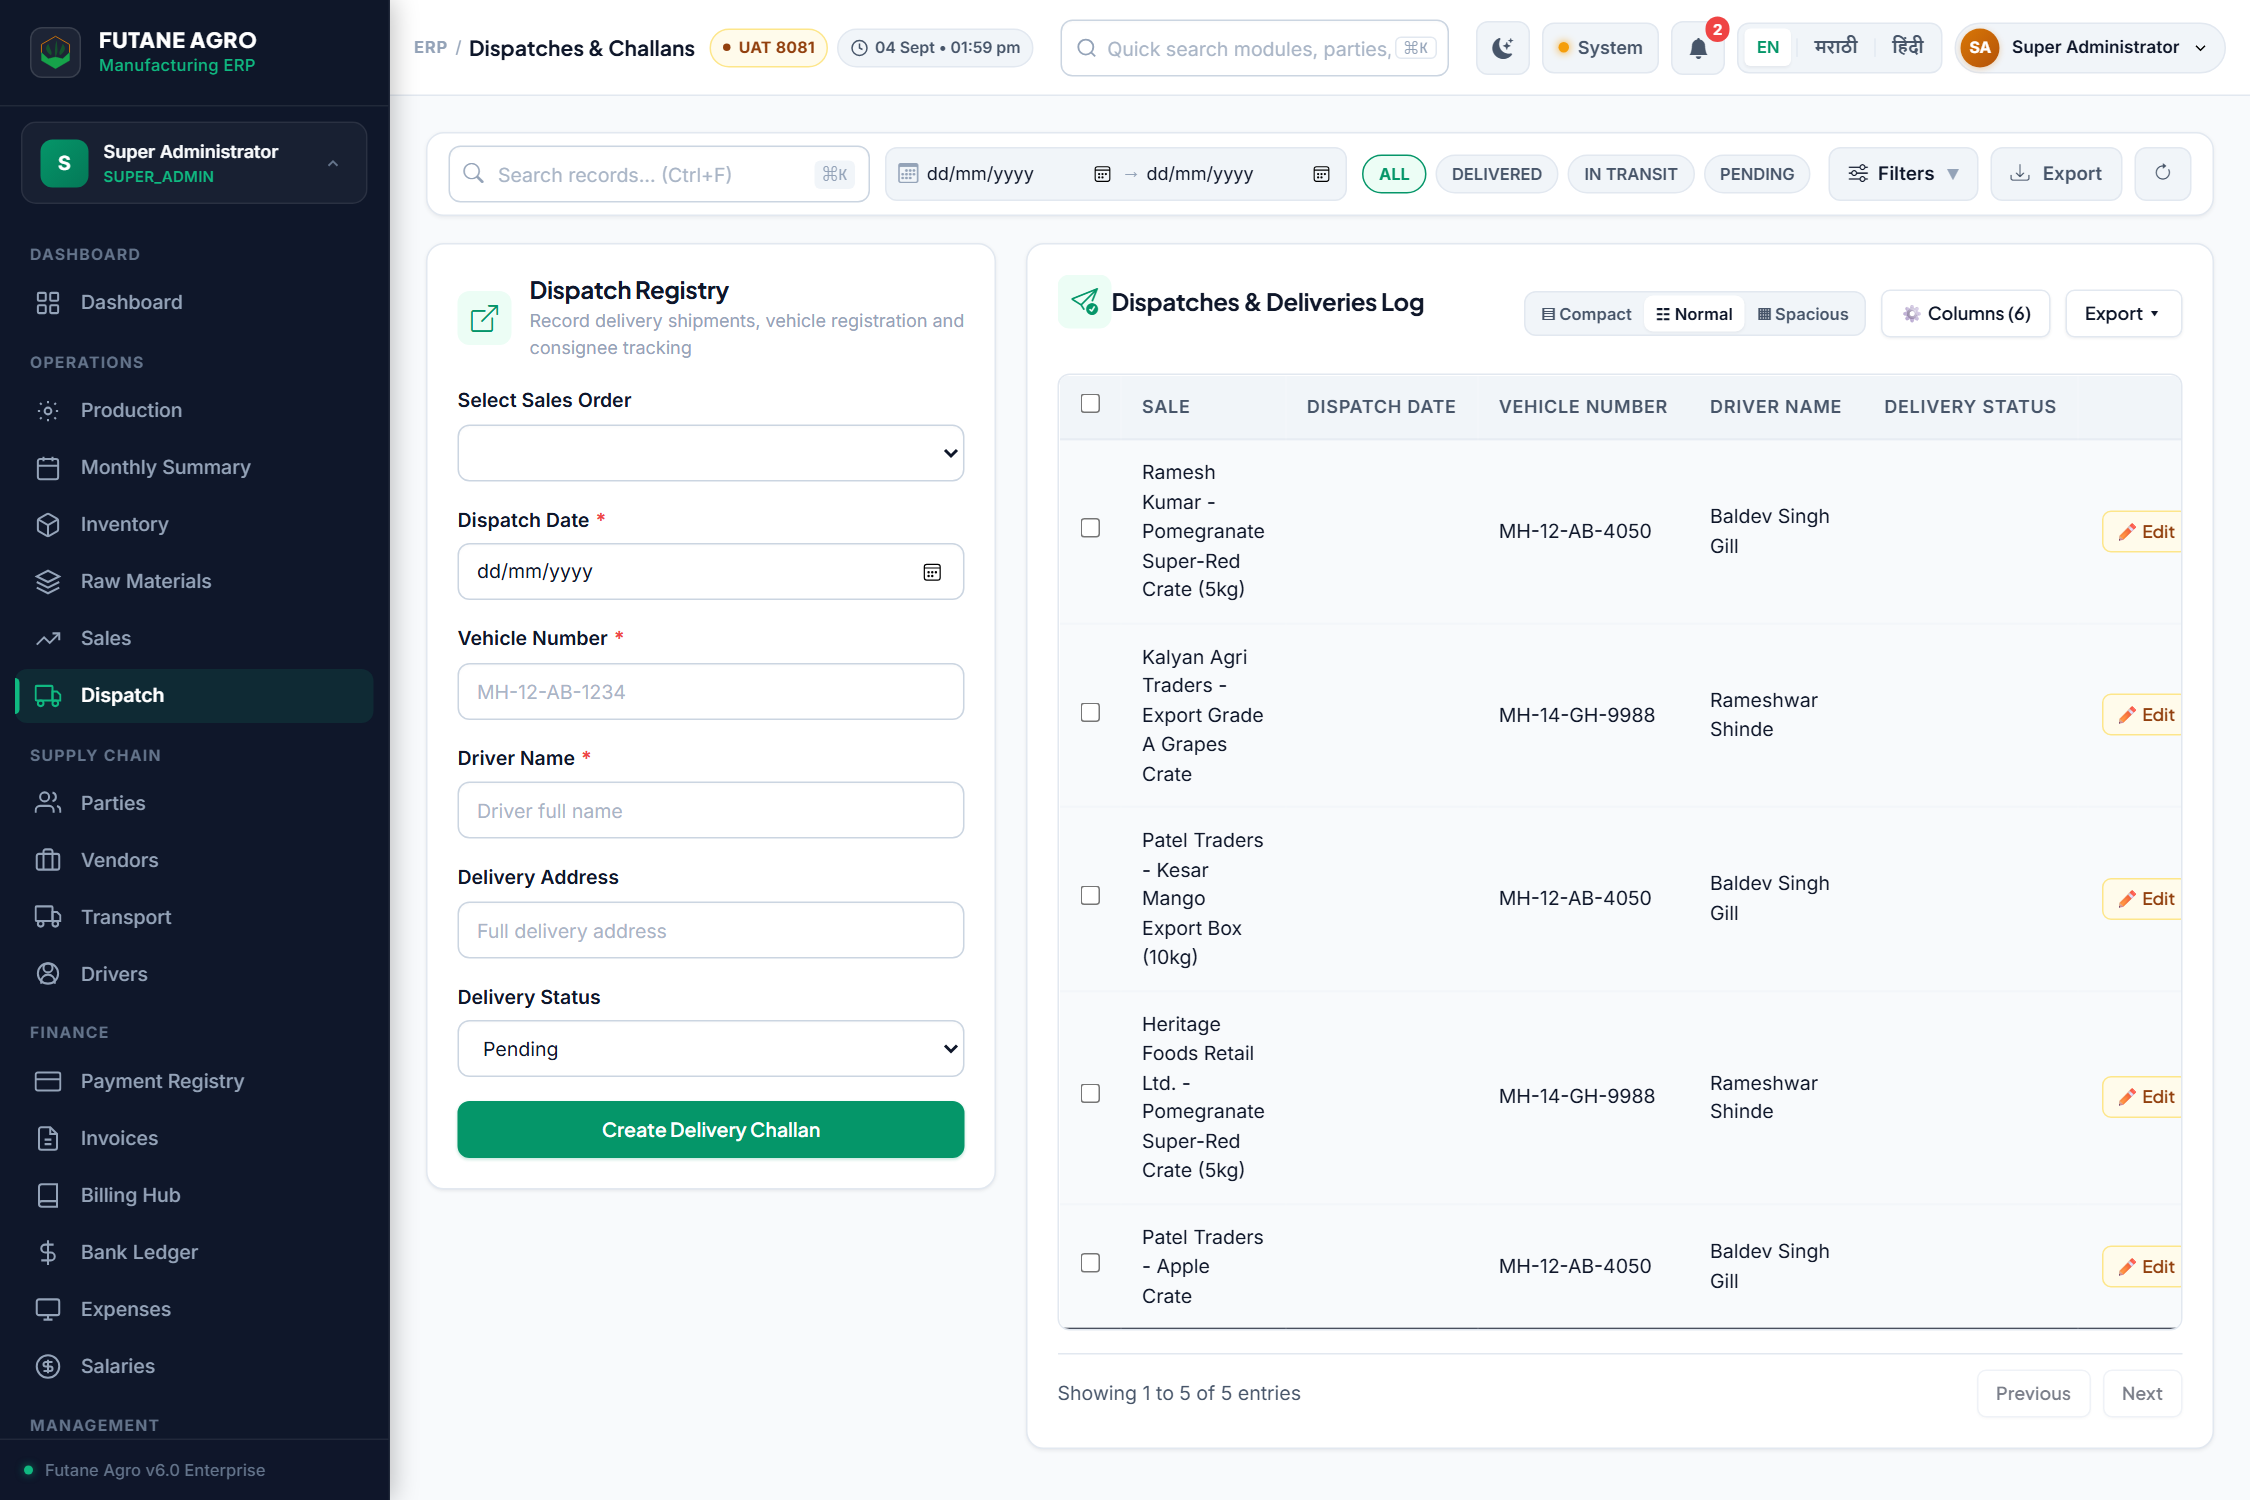 FUTANE AGRO
Manufacturing ERP
S
Super Administrator
SUPER_ADMIN
DASHBOARD
Dashboard
OPERATIONS
Production
Monthly Summary
Inventory
Raw Materials
Sales
Dispatch
SUPPLY CHAIN
Parties
Vendors
Transport
Drivers
FINANCE
Payment Registry
Invoices
Billing Hub
Bank Ledger
Expenses
Salaries
MANAGEMENT
Futane Agro v6.0 Enterprise
ERP / Dispatches & Challans
UAT 8081
04 Sept • 01:59 pm
Quick search modules, parties, ⌘K
System
2
EN मराठी हिंदी
SA Super Administrator
Search records... (Ctrl+F) ⌘K
dd/mm/yyyy → dd/mm/yyyy
ALL DELIVERED IN TRANSIT PENDING
Filters ▼
Export
Dispatch Registry
Record delivery shipments, vehicle registration and
consignee tracking
Select Sales Order
Dispatch Date *
dd/mm/yyyy
Vehicle Number *
MH-12-AB-1234
Driver Name *
Driver full name
Delivery Address
Full delivery address
Delivery Status
Pending
Create Delivery Challan
Dispatches & Deliveries Log
Compact Normal Spacious
Columns (6)
Export ▾
SALE DISPATCH DATE VEHICLE NUMBER DRIVER NAME DELIVERY STATUS
Ramesh
Kumar -
Pomegranate
Super-Red
Crate (5kg)
MH-12-AB-4050
Baldev Singh
Gill
Edit
Kalyan Agri
Traders -
Export Grade
A Grapes
Crate
MH-14-GH-9988
Rameshwar
Shinde
Edit
Patel Traders
- Kesar
Mango
Export Box
(10kg)
MH-12-AB-4050
Baldev Singh
Gill
Edit
Heritage
Foods Retail
Ltd. -
Pomegranate
Super-Red
Crate (5kg)
MH-14-GH-9988
Rameshwar
Shinde
Edit
Patel Traders
- Apple
Crate
MH-12-AB-4050
Baldev Singh
Gill
Edit
Showing 1 to 5 of 5 entries
Previous
Next